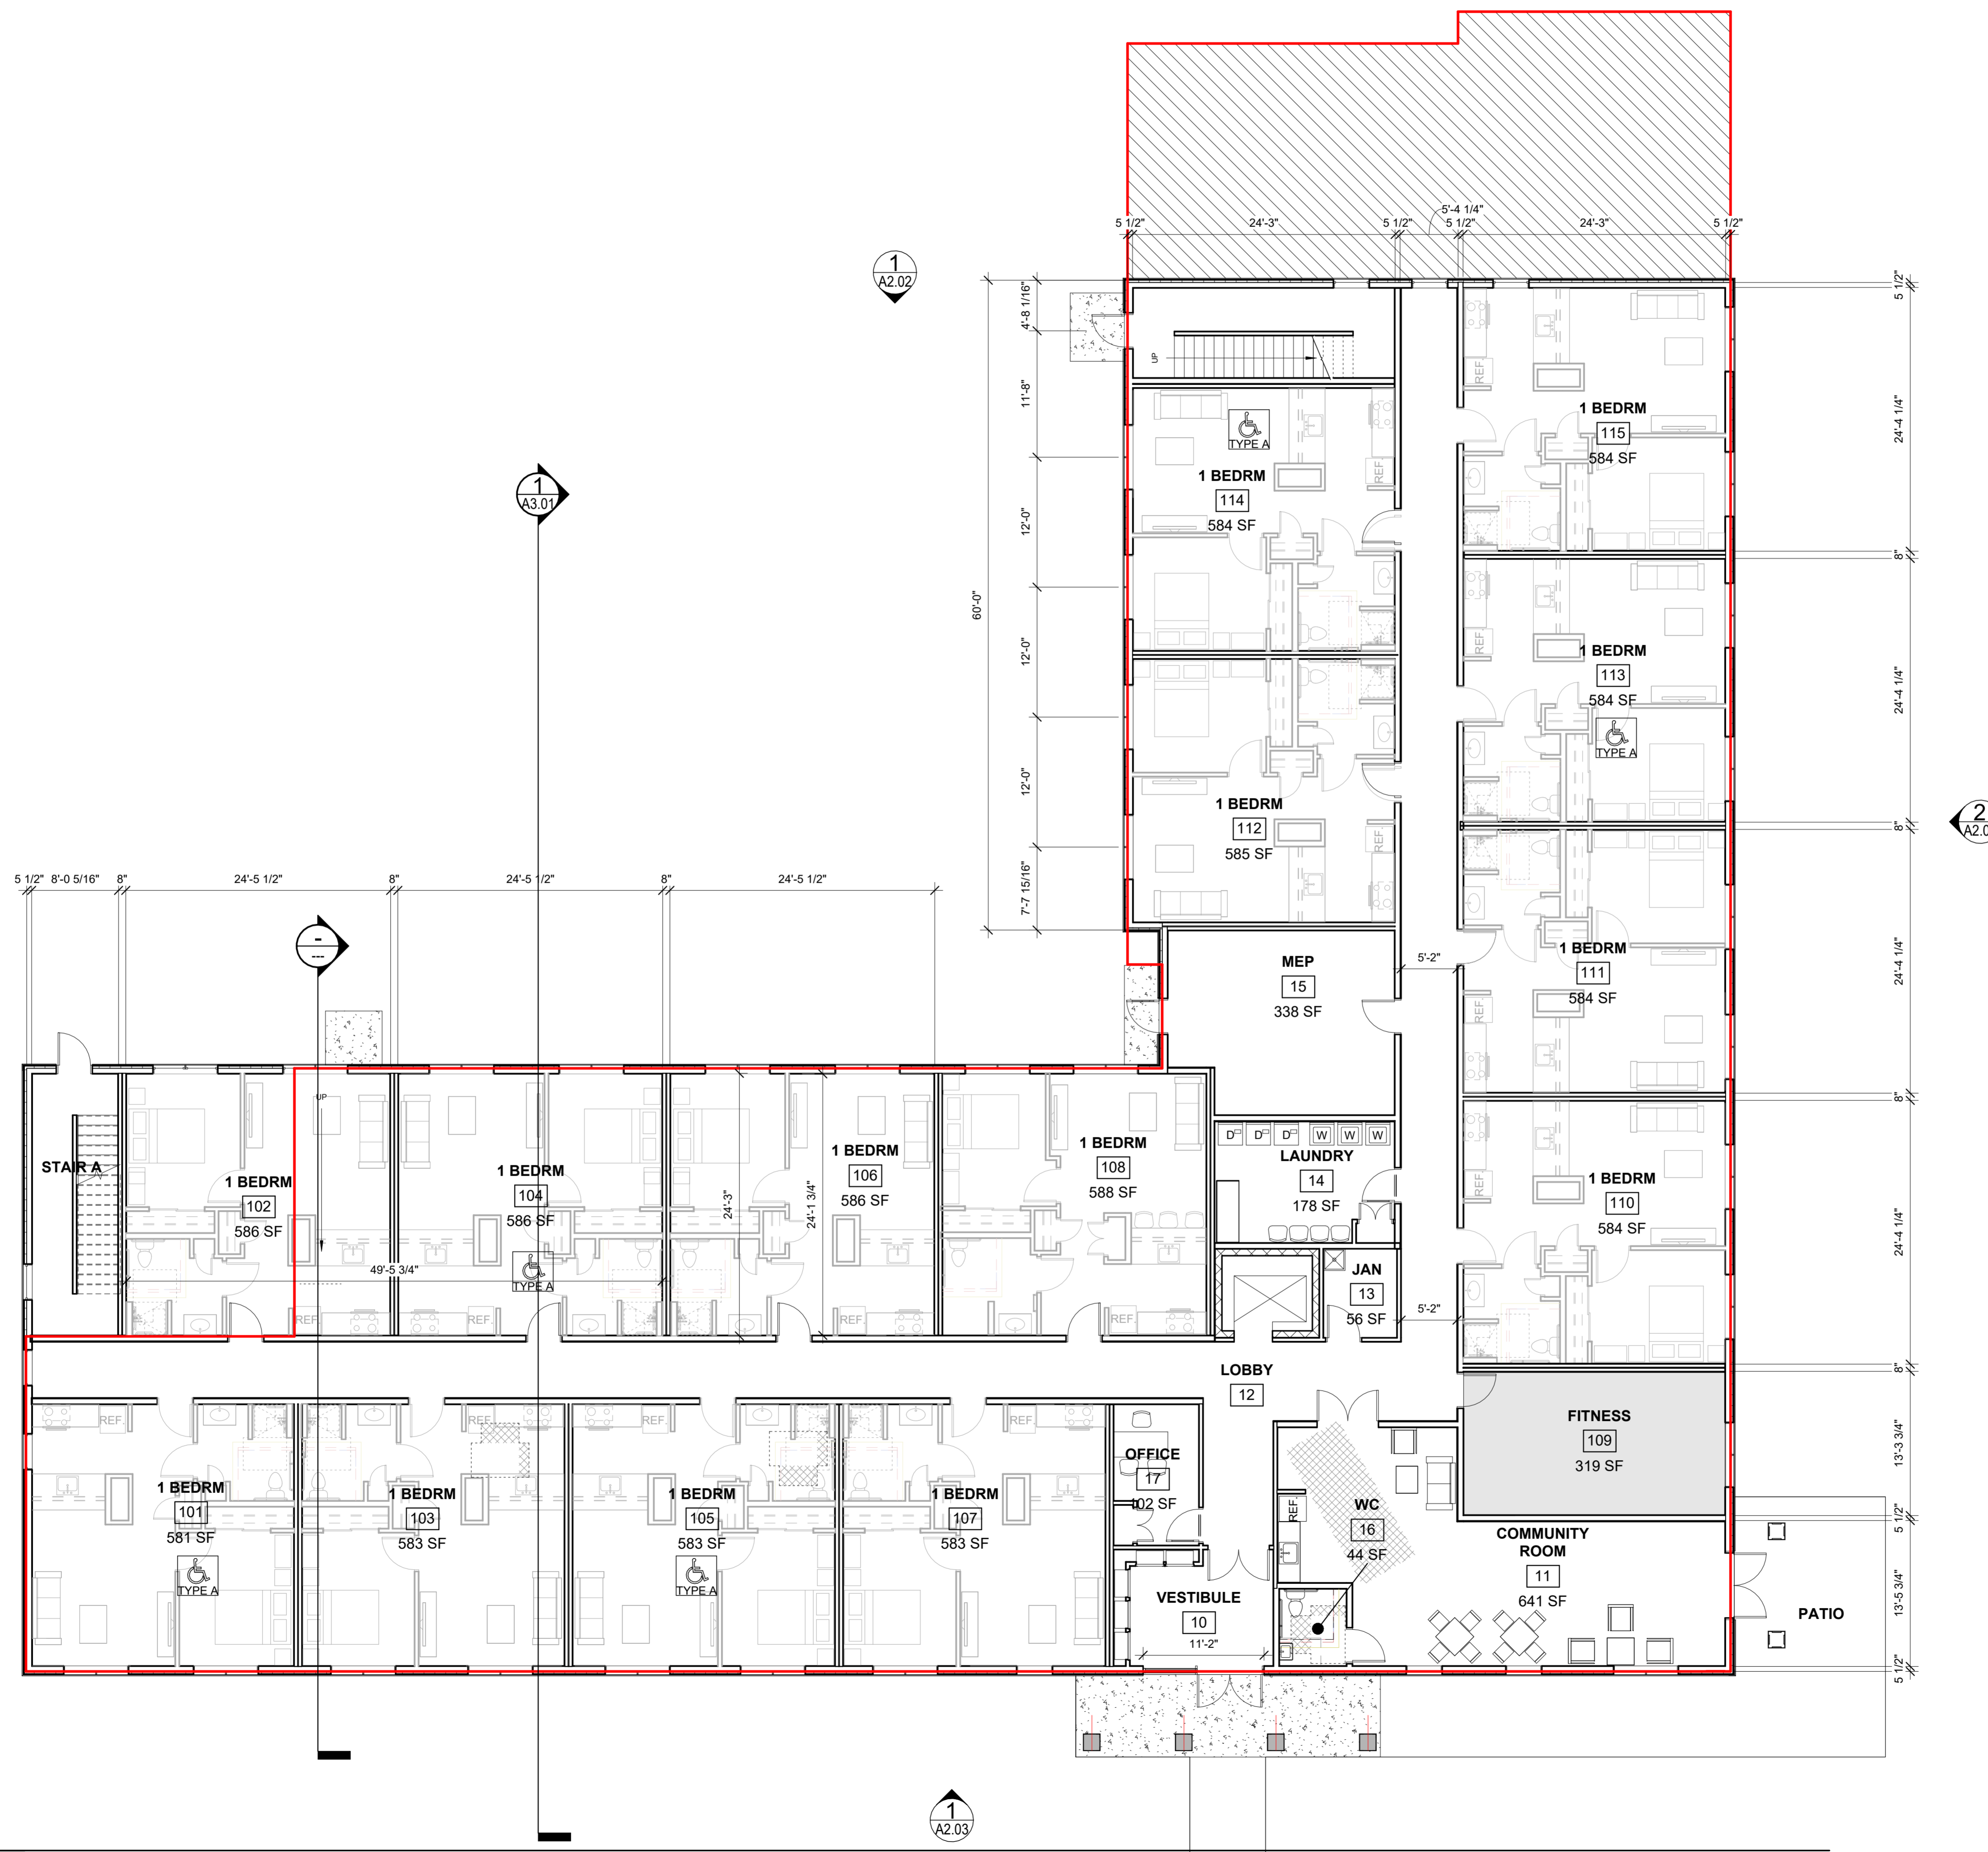 5 1/2"
24'-3"
5 1/2"
5'-4 1/4"
5 1/2"
24'-3"
5 1/2"
1
A2.02
60'-0"
4'-8 1/16"
11'-8"
12'-0"
12'-0"
12'-0"
7'-7 15/16"
UP
TYPE A
1 BEDRM
114
584 SF
REF.
1 BEDRM
115
584 SF
REF.
5 1/2"
24'-4 1/4"
8"
1
A3.01
1 BEDRM
113
584 SF
TYPE A
REF.
24'-4 1/4"
8"
1 BEDRM
112
585 SF
REF.
2
1 BEDRM
111
584 SF
REF.
24'-4 1/4"
8"
5 1/2"
8'-0 5/16"
8"
24'-5 1/2"
8"
24'-5 1/2"
8"
24'-5 1/2"
-
---
MEP
15
338 SF
5'-2"
UP
STAIR A
1 BEDRM
102
586 SF
REF.
1 BEDRM
104
586 SF
TYPE A
REF.
49'-5 3/4"
24'-3"
24'-1 3/4"
1 BEDRM
106
586 SF
REF.
1 BEDRM
108
588 SF
REF.
D
D
D
W
W
W
LAUNDRY
14
178 SF
JAN
13
56 SF
5'-2"
1 BEDRM
110
584 SF
REF.
24'-4 1/4"
8"
LOBBY
12
FITNESS
109
319 SF
13'-3 3/4"
5 1/2"
REF.
1 BEDRM
101
581 SF
TYPE A
REF.
1 BEDRM
103
583 SF
REF.
1 BEDRM
105
583 SF
TYPE A
REF.
1 BEDRM
107
583 SF
OFFICE
17
102 SF
VESTIBULE
10
11'-2"
REF.
WC
16
44 SF
COMMUNITY
ROOM
11
641 SF
PATIO
13'-5 3/4"
5 1/2"
1
A2.03